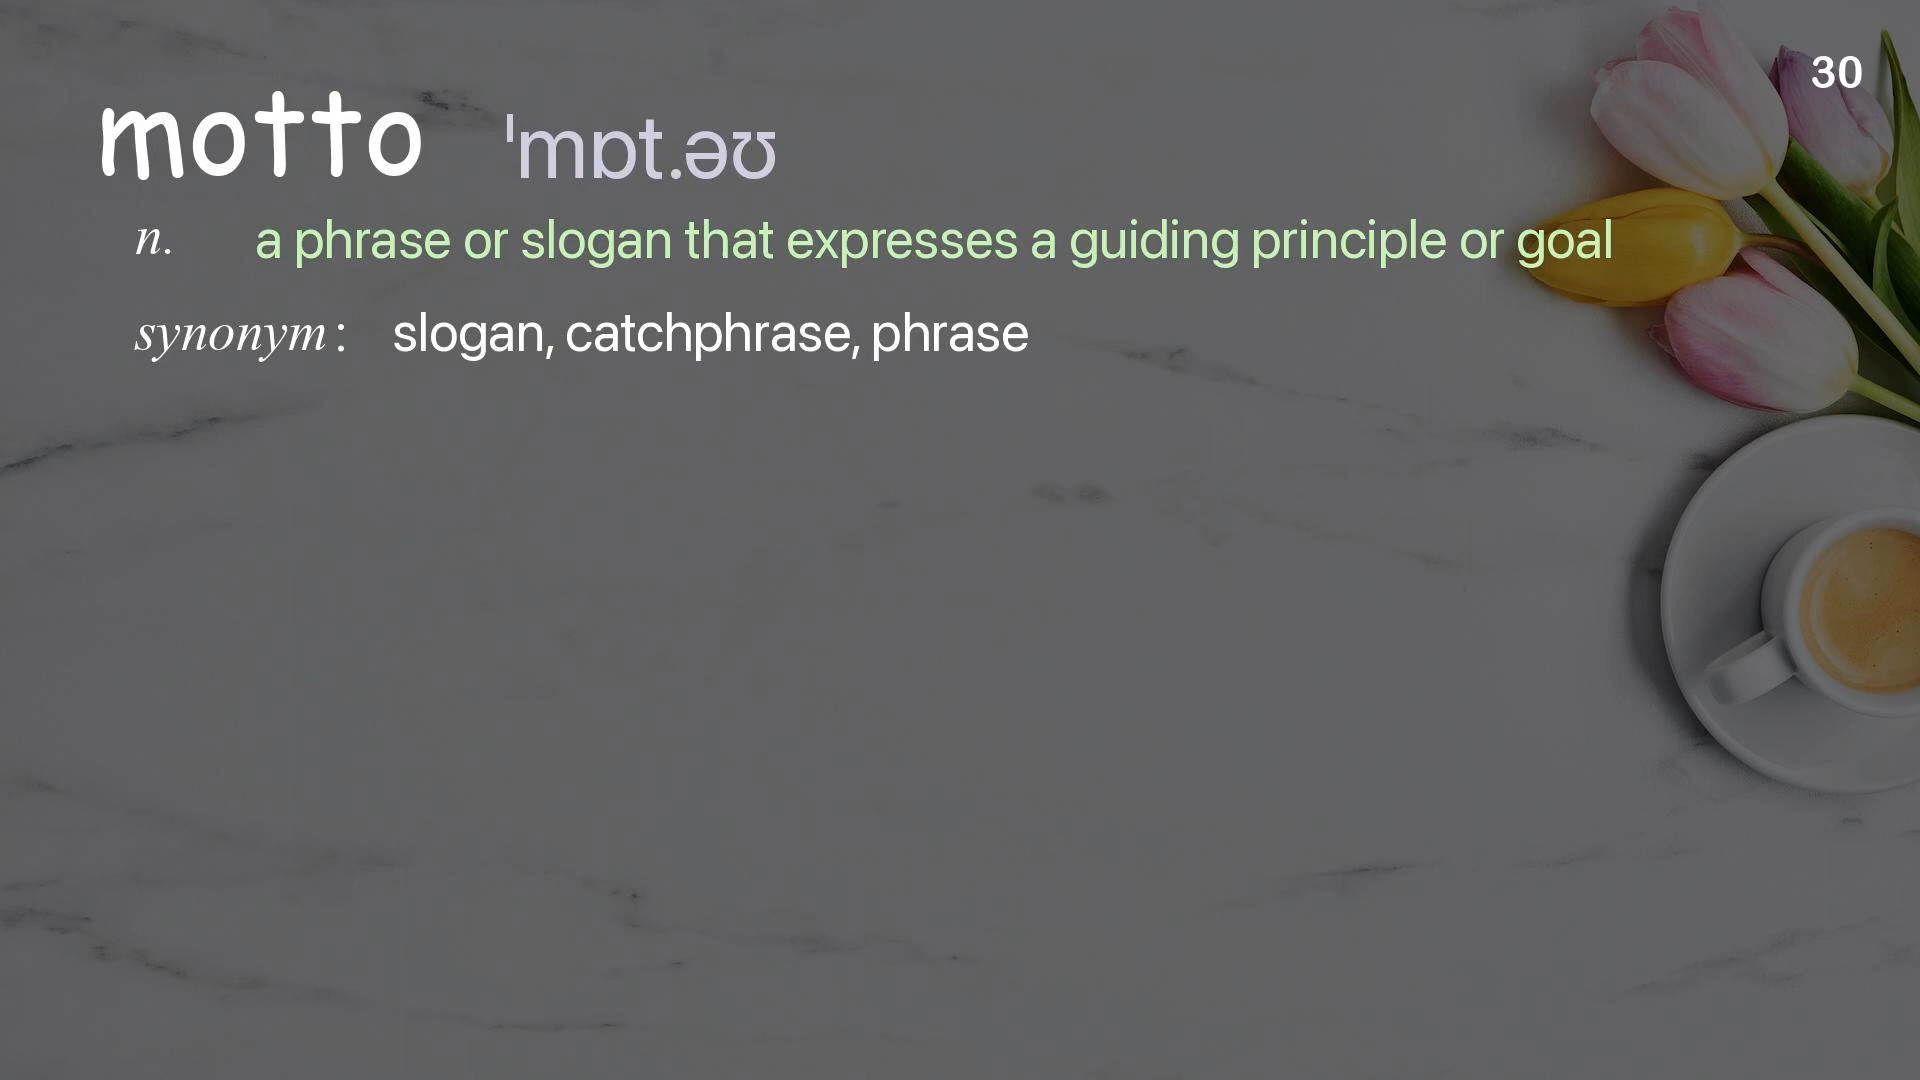 30
motto ˈmɒt.əʊ
n. a phrase or slogan that expresses a guiding principle or goal
synonym: slogan, catchphrase, phrase